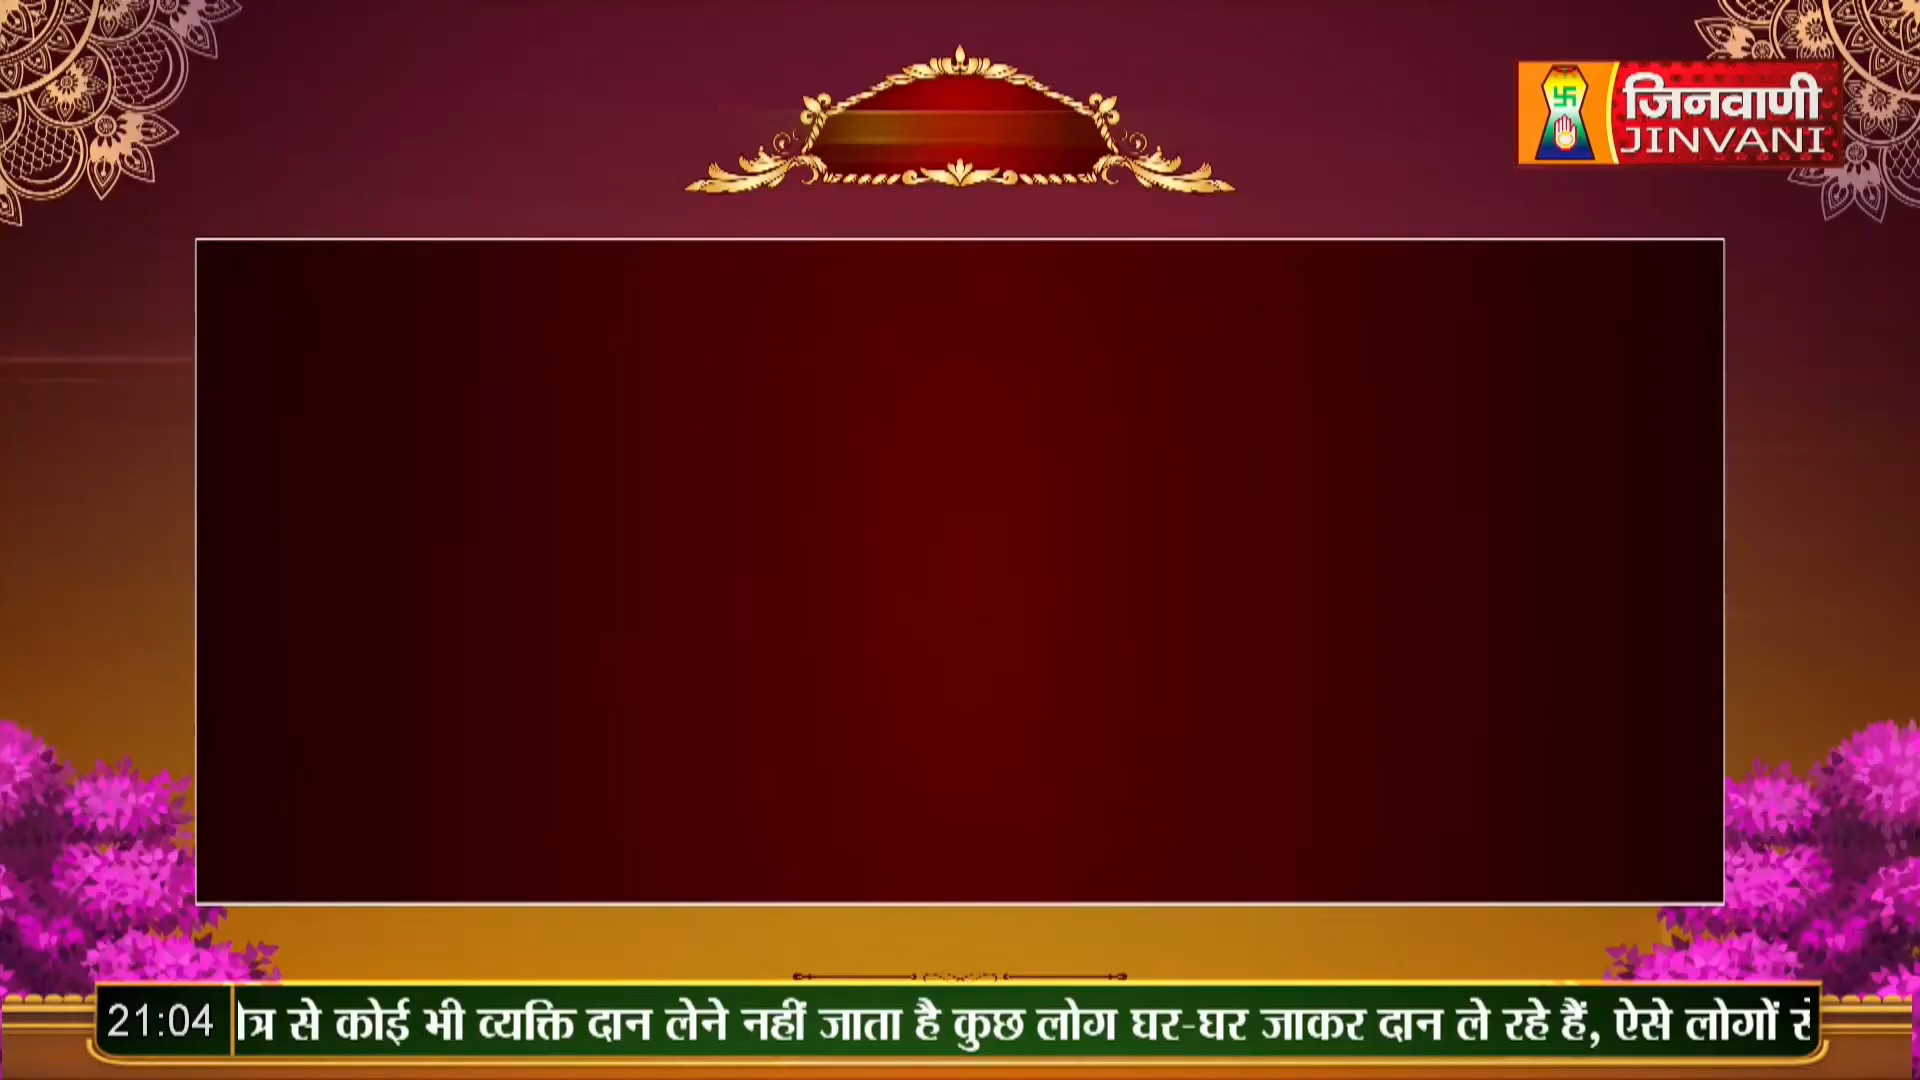 जिनवाणी
JINVANI
21:04
से कोई भी व्यक्ति दान लेने नहीं जाता है कुछ लोग घर-घर जाकर दान ले रहे हैं, ऐसे लोगों